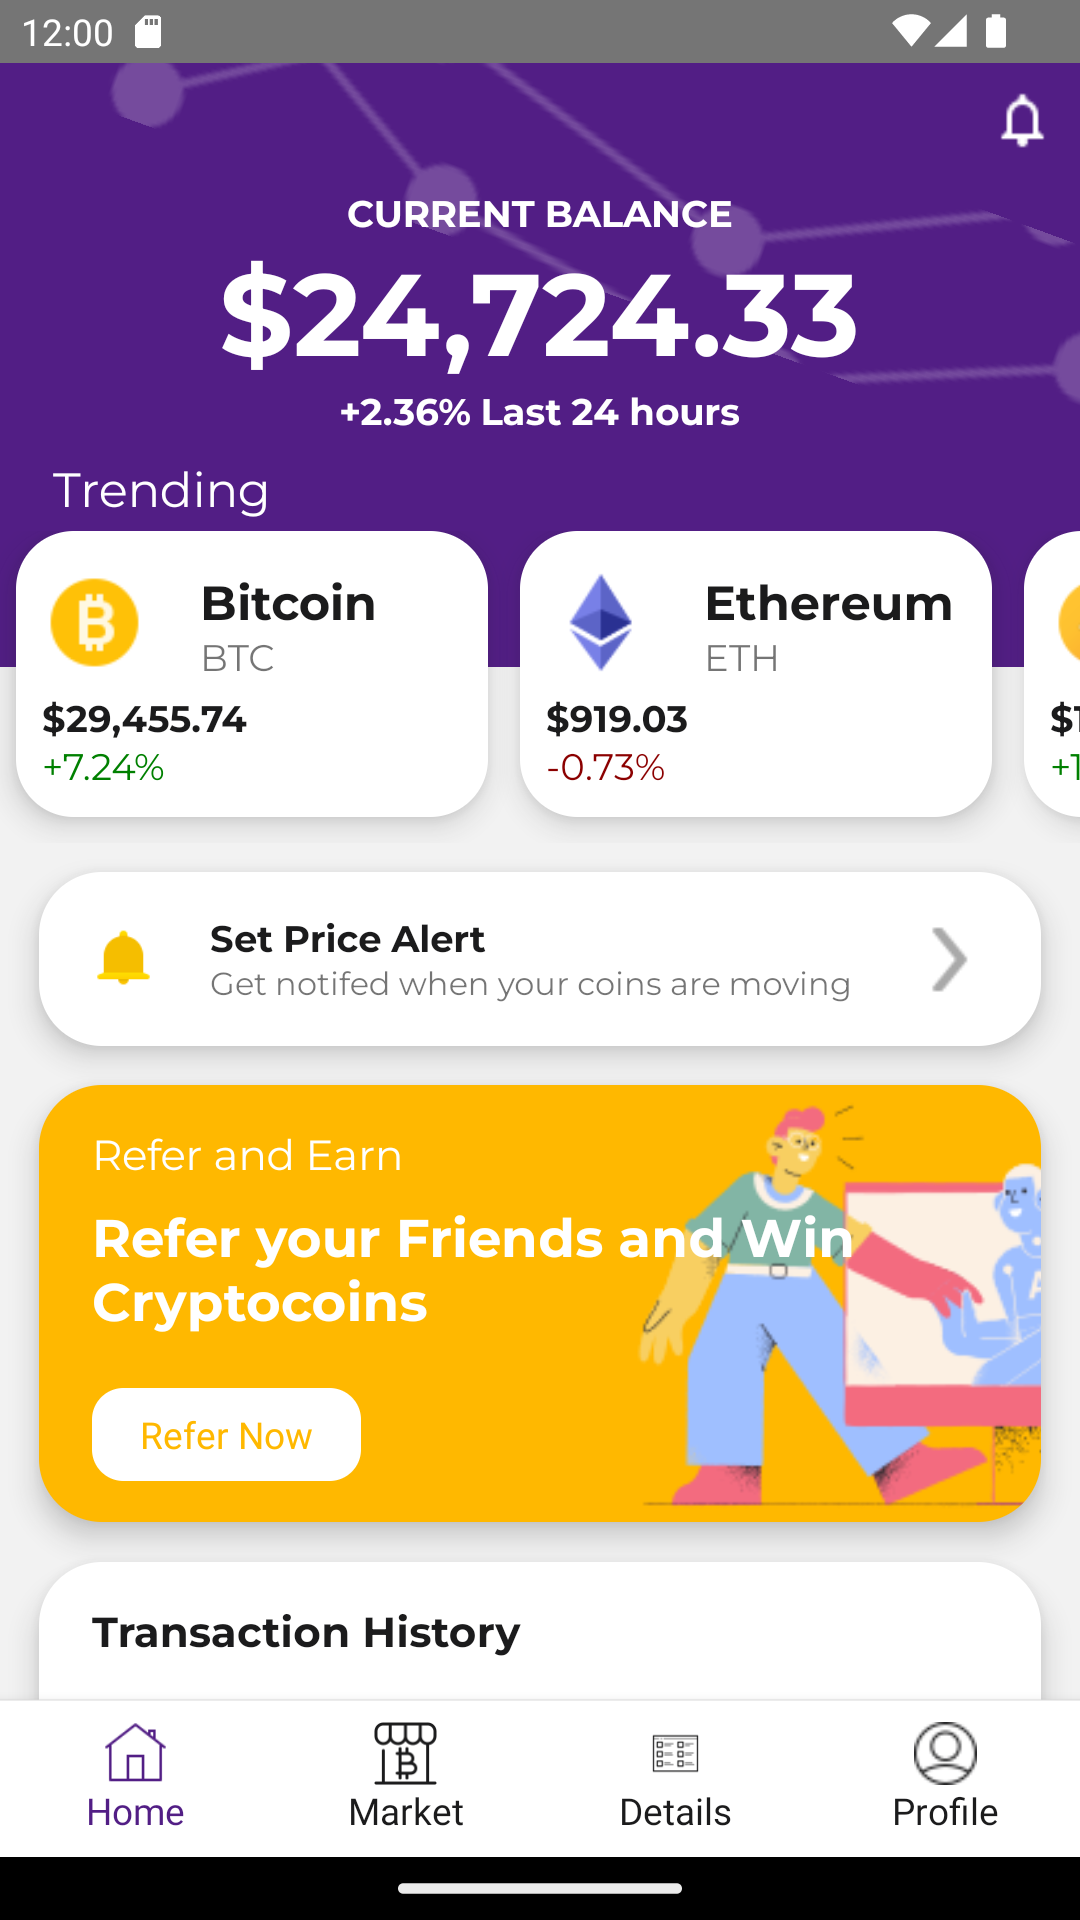 12:00
CURRENT BALANCE
$24,724.33
+2.36% Last 24 hours
Trending
Bitcoin
BTC
$29,455.74
+7.24%
Ethereum
ETH
$919.03
-0.73%
Set Price Alert
Get notifed when your coins are moving
Refer and Earn
Refer your Friends and Win
Cryptocoins
Refer Now
Transaction History
Home
Market
Details
Profile